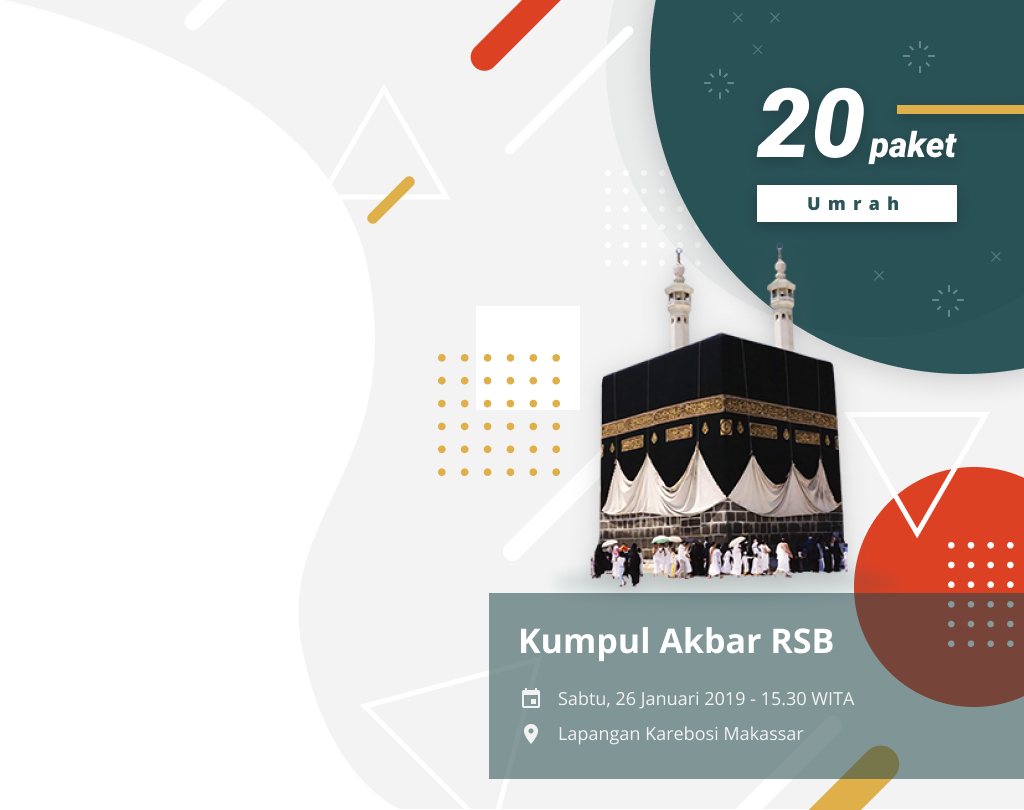 20 paket
Umrah
Kumpul Akbar RSB
Sabtu, 26 Januari 2019 - 15.30 WITA
Lapangan Karebosi Makassar